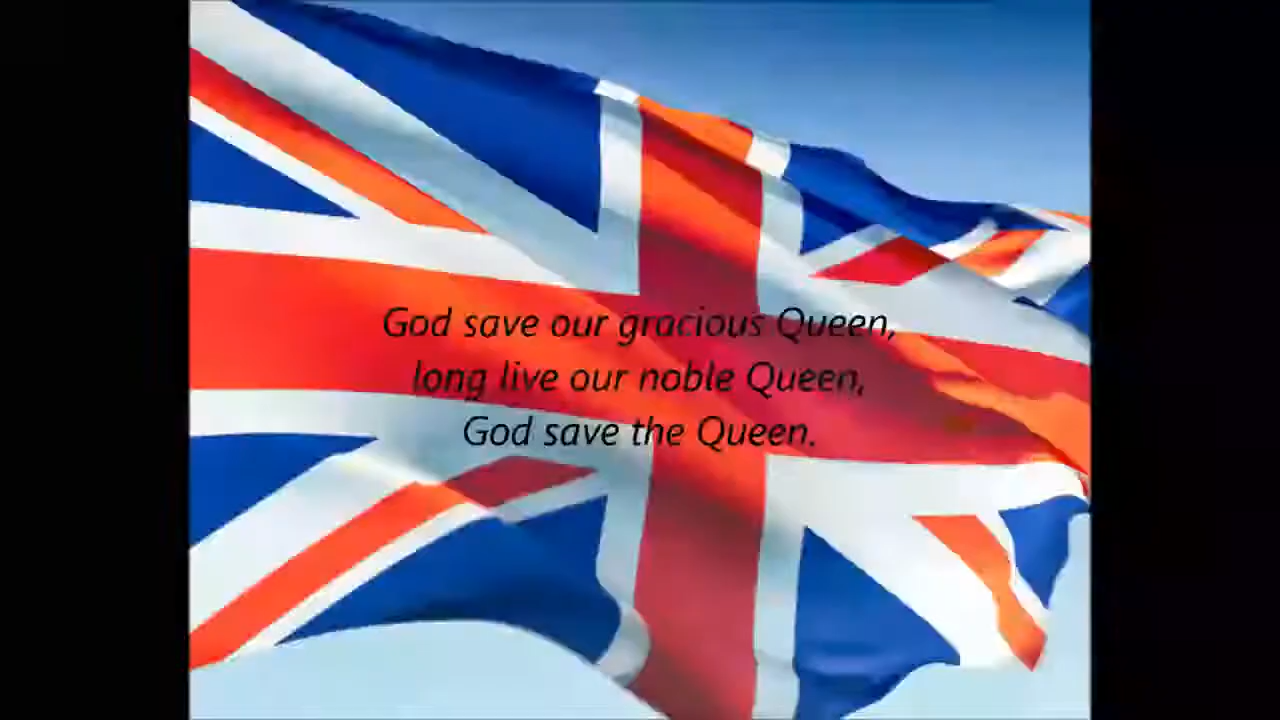 God save our gracious Queen,
long live our noble Queen,
God save the Queen.